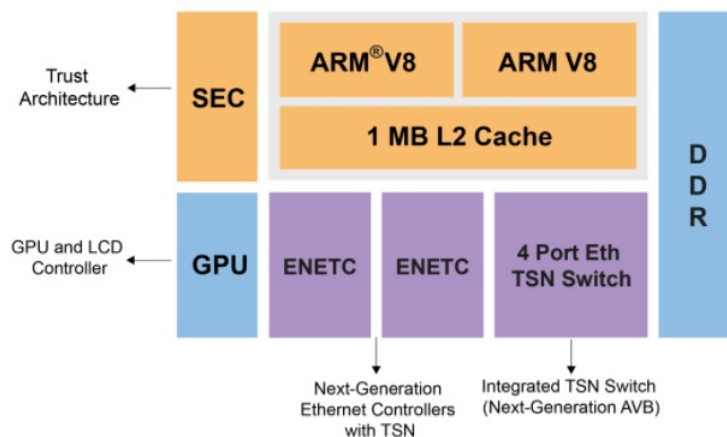 Trust
Architecture
SEC
ARM® V8
ARM V8
1 MB L2 Cache
D
D
R
GPU and LCD
Controller
GPU
ENETC
ENETC
4 Port Eth
TSN Switch
Next-Generation
Ethernet Controllers
with TSN
Integrated TSN Switch
(Next-Generation AVB)